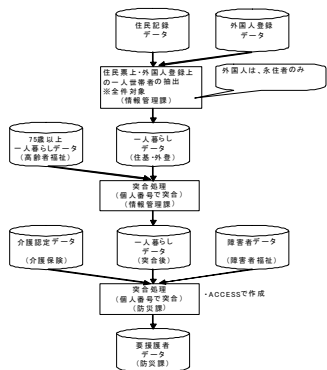 住民記録
データ
外国人登録
データ
住民票上・外国人登録上
の一人世帯者の抽出
※全件対象
(情報管理課)
外国人は、永住者のみ
75歳以上
一人暮らしデータ
(高齢者福祉)
一人暮らし
データ
(住基・外登)
突合処理
(個人番号で突合)
(情報管理課)
介護認定データ
(介護保険)
一人暮らし
データ
(突合後)
障害者データ
(障害者福祉)
突合処理
(個人番号で突合)
(防災課)
・ACCESSで作成
要援護者
データ
(防災課)